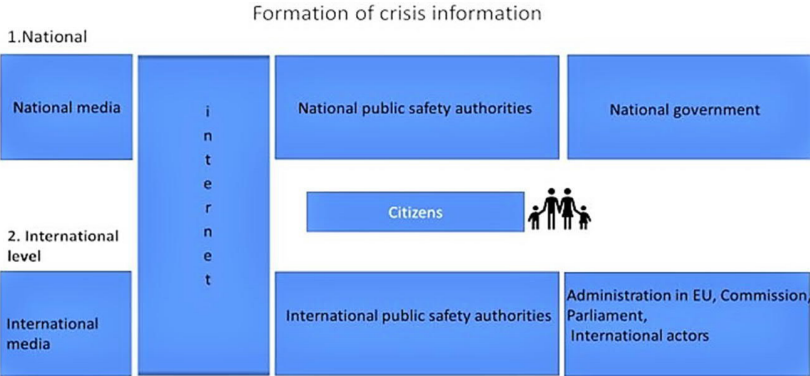 Formation of crisis information
1.National
National media
internet
National public safety authorities
National government
Citizens
2. International
level
International
media
International public safety authorities
Administration in EU, Commission,
Parliament,
International actors